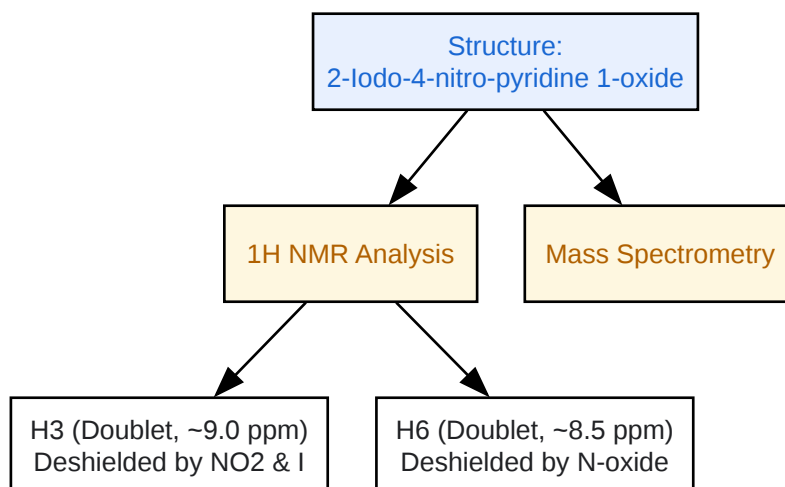 Structure:
2-Iodo-4-nitro-pyridine 1-oxide
1H NMR Analysis
Mass Spectrometry
H3 (Doublet, ~9.0 ppm)
Deshielded by NO2 & I
H6 (Doublet, ~8.5 ppm)
Deshielded by N-oxide